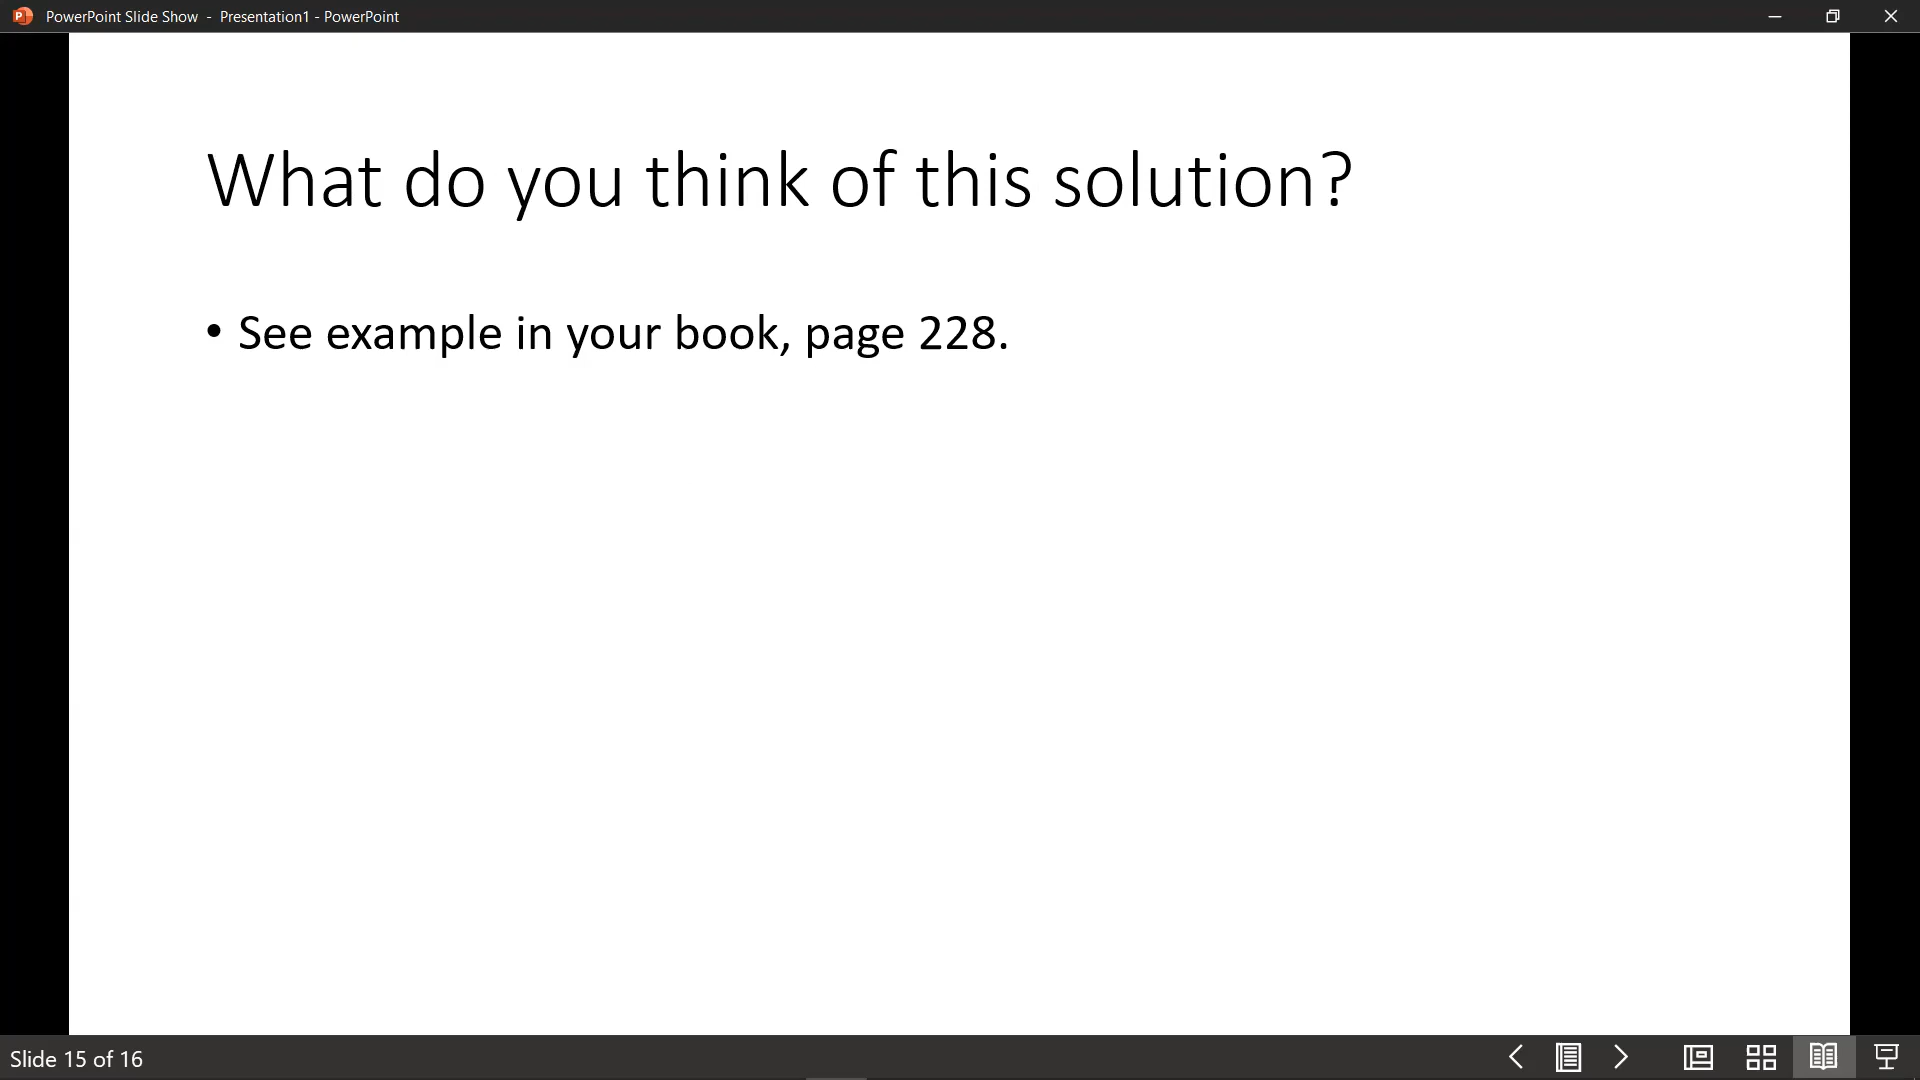 PowerPoint Slide Show - Presentation1 - PowerPoint
What do you think of this solution?
• See example in your book, page 228.
Slide 15 of 16